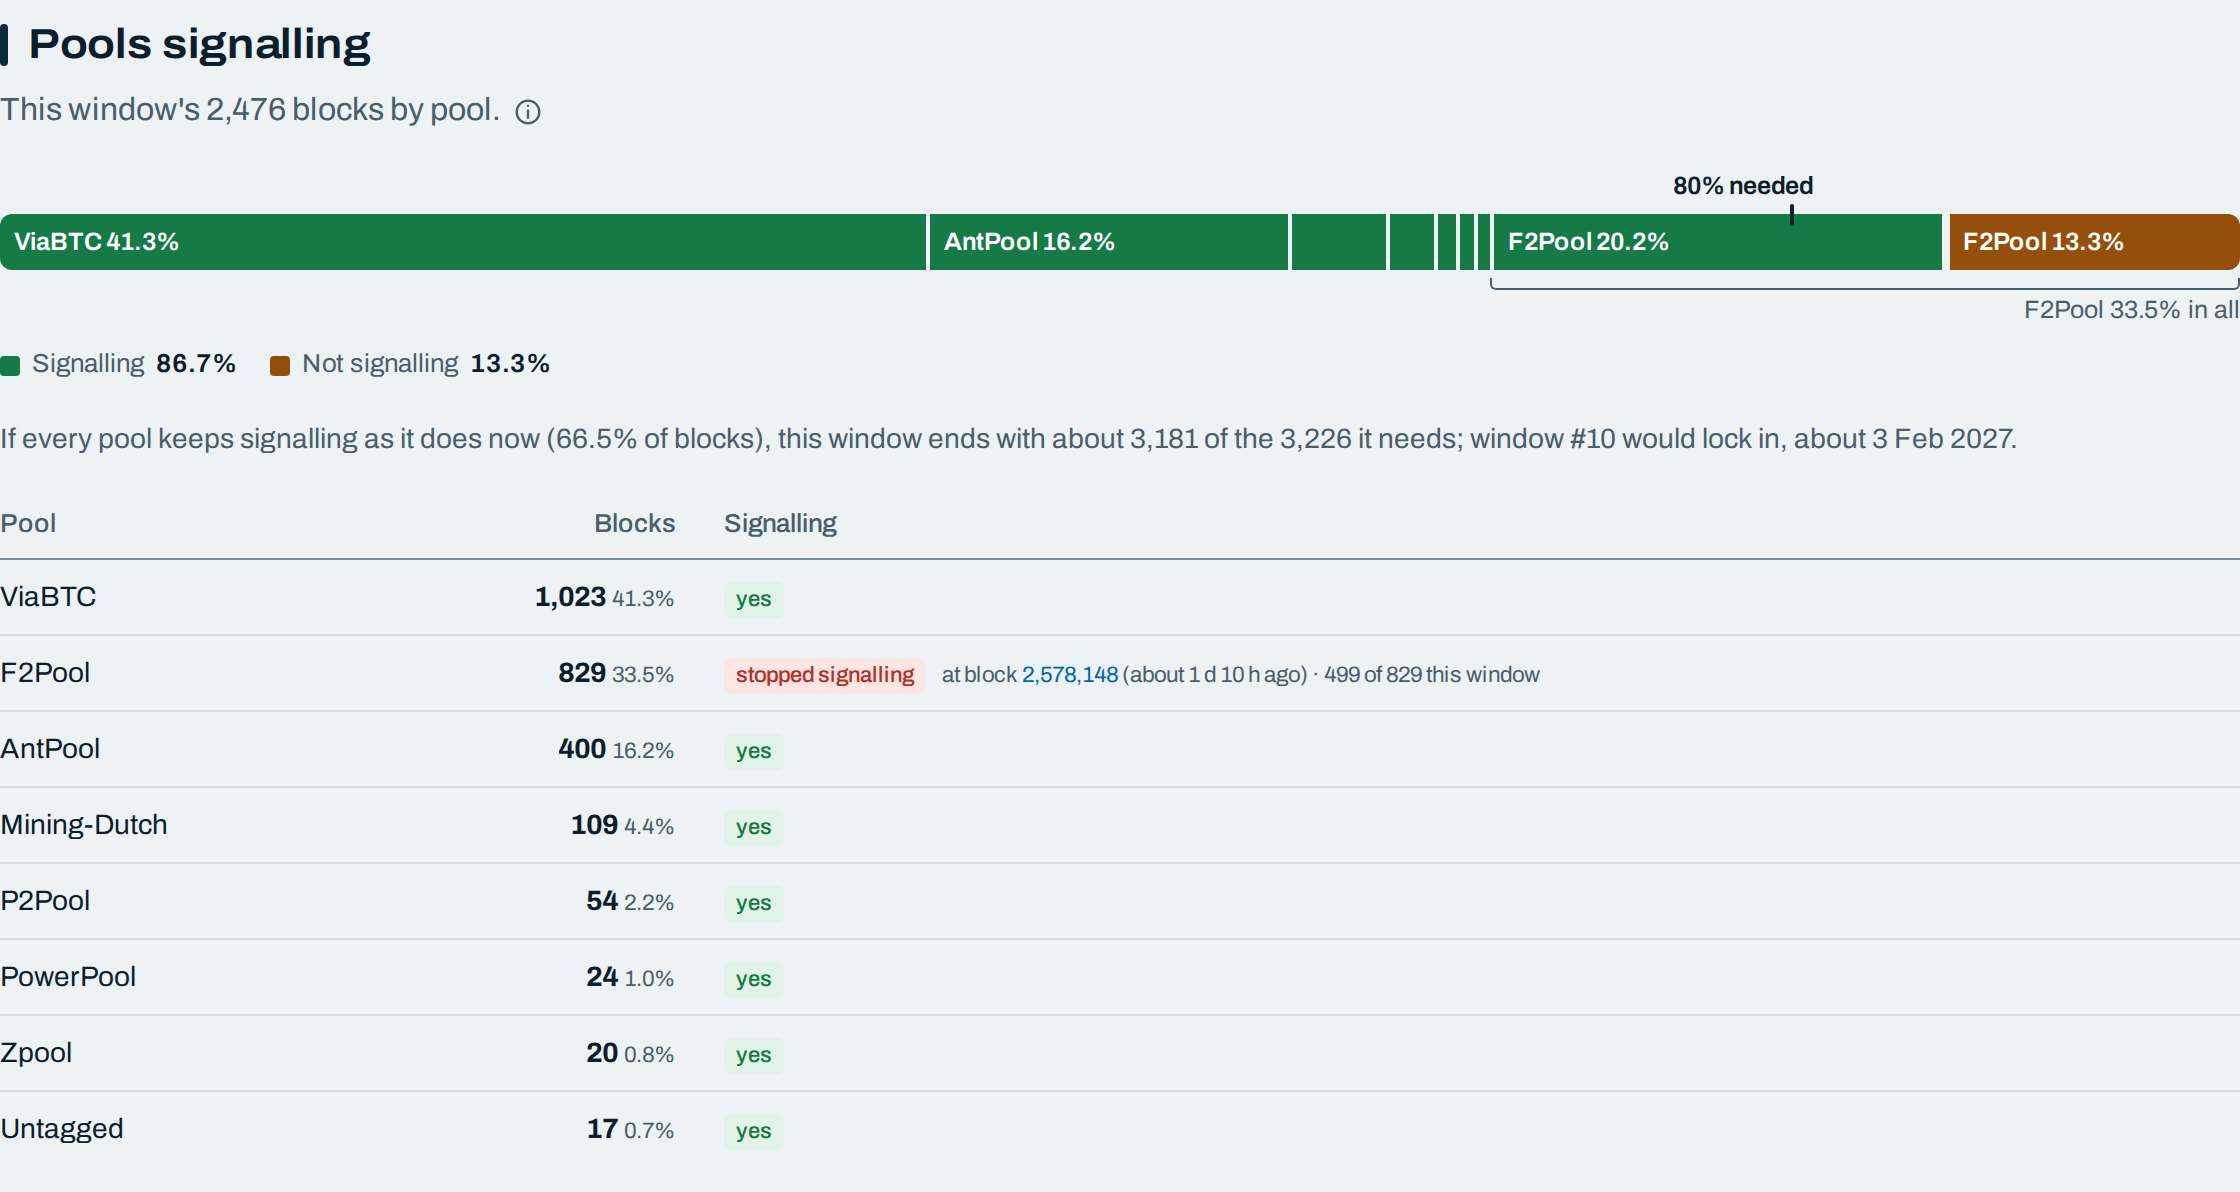 Pools signalling
This window's 2,476 blocks by pool.
80% needed
ViaBTC 41.3% AntPool 16.2% F2Pool 20.2% F2Pool 13.3%
F2Pool 33.5% in all
Signalling 86.7% Not signalling 13.3%
If every pool keeps signalling as it does now (66.5% of blocks), this window ends with about 3,181 of the 3,226 it needs; window #10 would lock in, about 3 Feb 2027.
Pool Blocks Signalling
ViaBTC 1,023 41.3% yes
F2Pool 829 33.5% stopped signalling at block 2,578,148 (about 1 d 10 h ago) · 499 of 829 this window
AntPool 400 16.2% yes
Mining-Dutch 109 4.4% yes
P2Pool 54 2.2% yes
PowerPool 24 1.0% yes
Zpool 20 0.8% yes
Untagged 17 0.7% yes